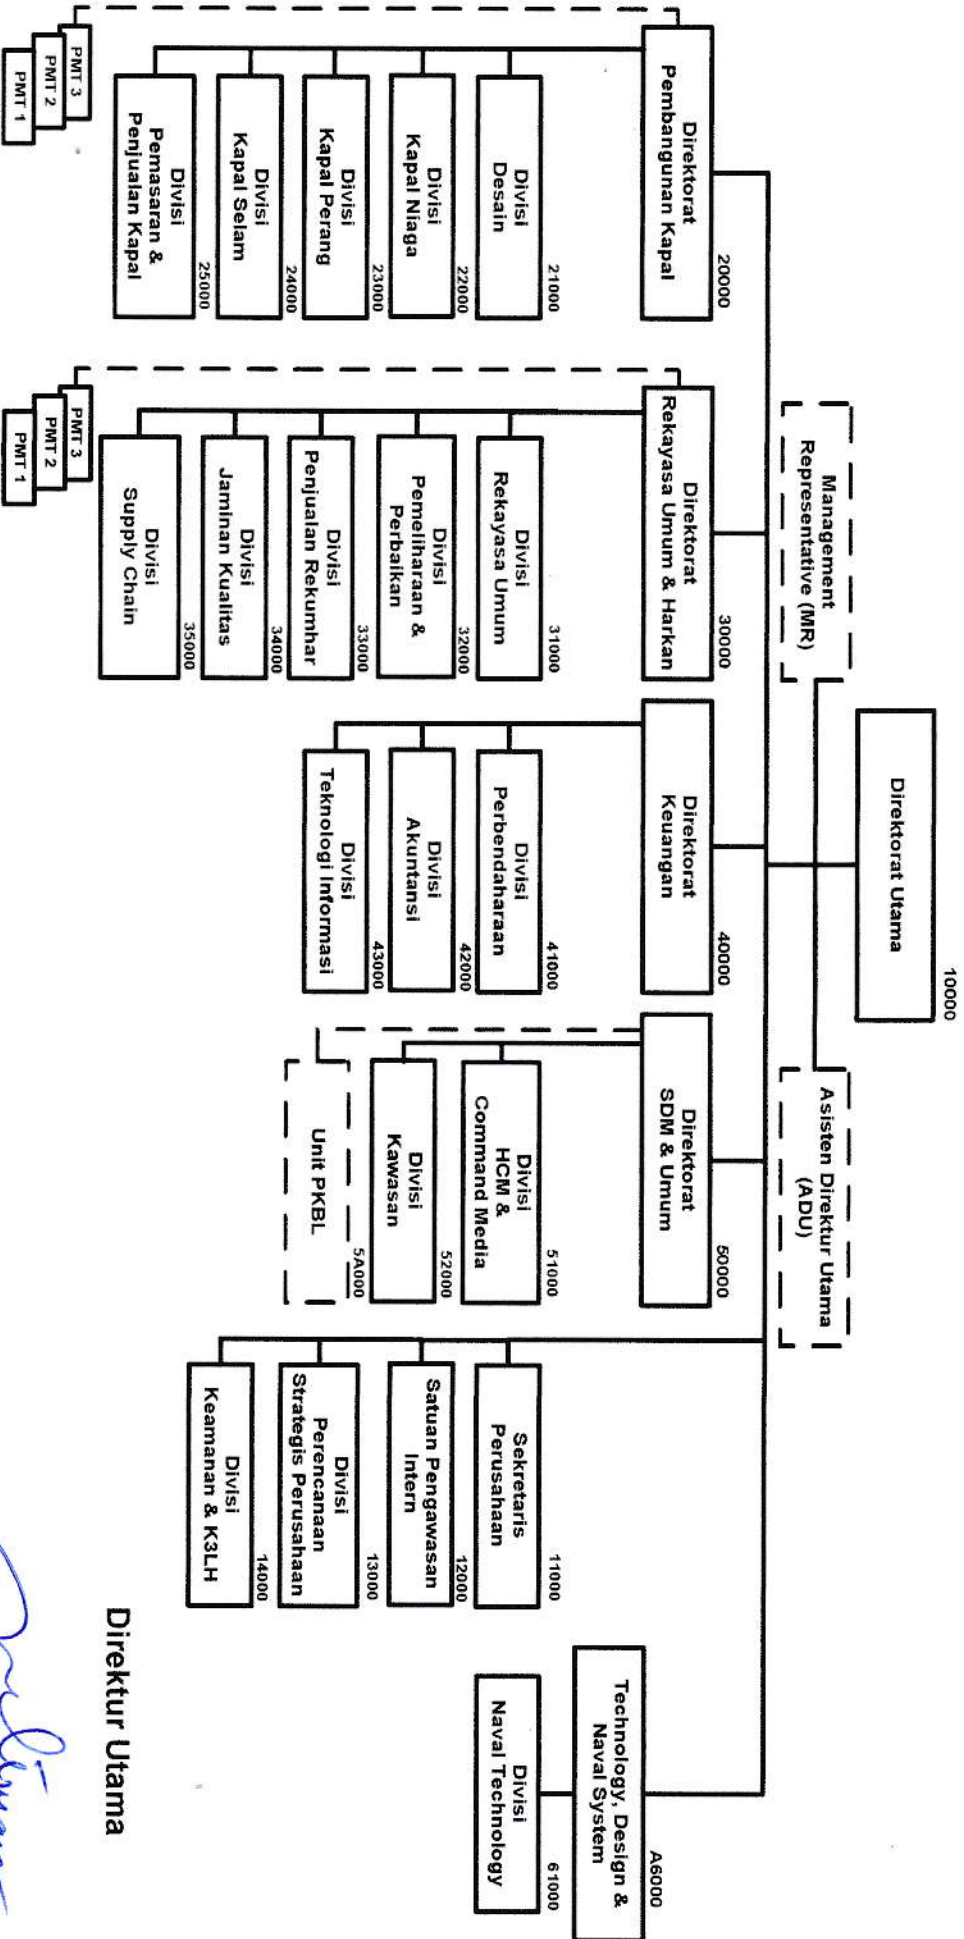 10000
Direktorat Utama
Management
Representative (MR)
Asisten Direktur Utama
(ADU)
20000
Direktorat
Pembangunan Kapal
30000
Direktorat
Rekayasa Umum & Harkan
40000
Direktorat
Keuangan
50000
Direktorat
SDM & Umum
A6000
Technology, Design &
Naval System
21000
Divisi
Desain
22000
Divisi
Kapal Niaga
23000
Divisi
Kapal Perang
24000
Divisi
Kapal Selam
25000
Divisi
Pemasaran &
Penjualan Kapal
PMT 3
PMT 2
PMT 1
31000
Divisi
Rekayasa Umum
32000
Divisi
Pemeliharaan &
Perbaikan
33000
Divisi
Penjualan Rekumhar
34000
Divisi
Jaminan Kualitas
35000
Divisi
Supply Chain
PMT 3
PMT 2
PMT 1
41000
Divisi
Perbendaharaan
42000
Divisi
Akuntansi
43000
Divisi
Teknologi Informasi
51000
Divisi
HCM &
Command Media
52000
Divisi
Kawasan
5A000
Unit PKBL
11000
Sekretaris
Perusahaan
12000
Satuan Pengawasan
Intern
13000
Divisi
Perencanaan
Strategis Perusahaan
14000
Divisi
Keamanan & K3LH
61000
Divisi
Naval Technology
Direktur Utama